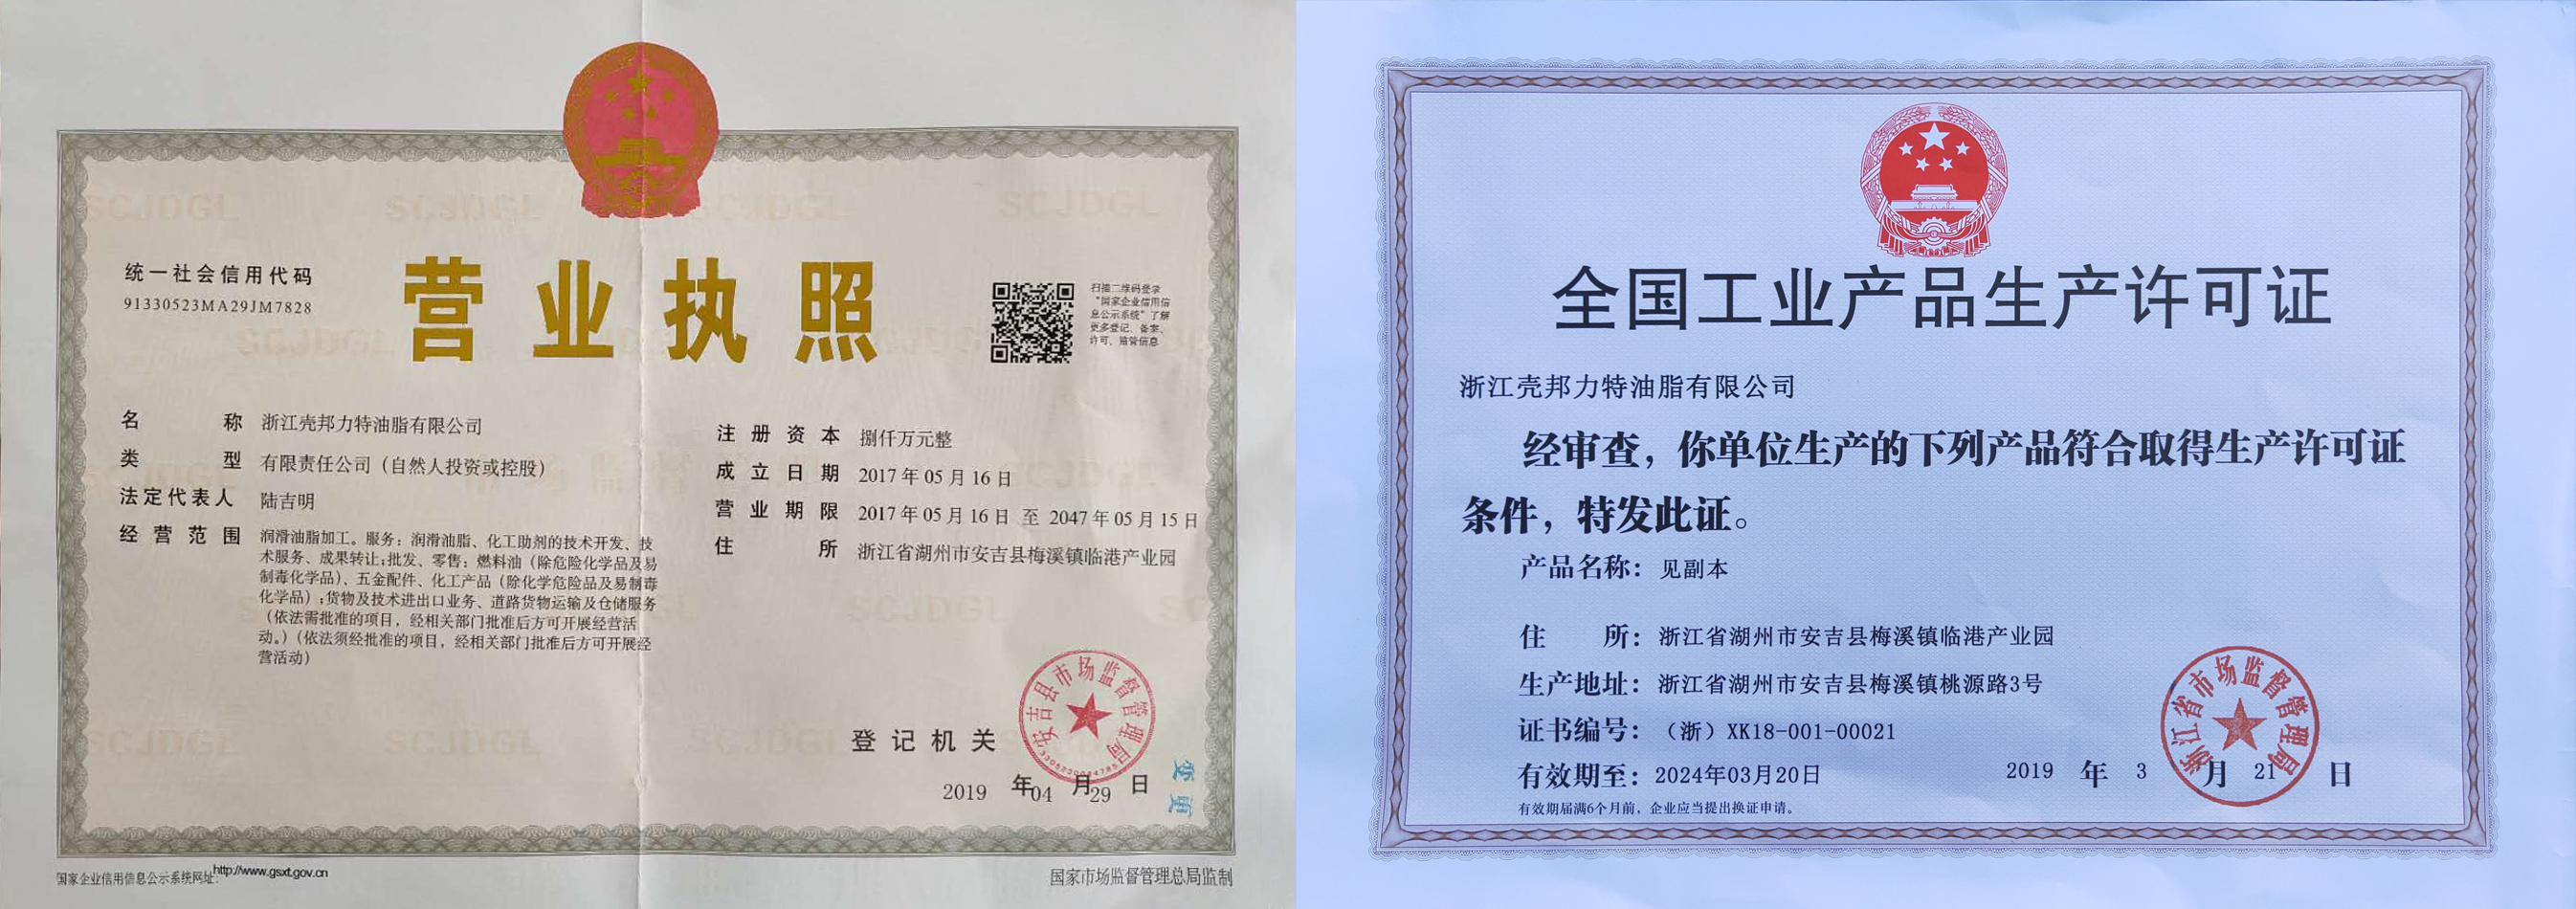 统一社会信用代码
91330523MA29JM7828
营业执照
扫描二维码登录
“国家企业信用信
息公示系统”了解
更多登记、备案、
许可、监管信息
名称 浙江壳邦力特油脂有限公司
类型 有限责任公司（自然人投资或控股）
法定代表人 陆吉明
经营范围 润滑油脂加工。服务：润滑油脂、化工助剂的技术开发、技
术服务、成果转让；批发、零售：燃料油（除危险化学品及易
制毒化学品）、五金配件、化工产品（除化学危险品及易制毒
化学品）；货物及技术进出口业务、道路货物运输及仓储服务
（依法需批准的项目，经相关部门批准后方可开展经营活
动。）（依法须经批准的项目，经相关部门批准后方可开展经
营活动）
注册资本 捌仟万元整
成立日期 2017年05月16日
营业期限 2017年05月16日 至 2047年05月15日
住所 浙江省湖州市安吉县梅溪镇临港产业园
登记机关
安吉县市场监督管理局
2019 年04 月29 日
变更
国家企业信用信息公示系统网址：http://www.gsxt.gov.cn
国家市场监督管理总局监制
全国工业产品生产许可证
浙江壳邦力特油脂有限公司
经审查，你单位生产的下列产品符合取得生产许可证
条件，特发此证。
产品名称：见副本
住所：浙江省湖州市安吉县梅溪镇临港产业园
生产地址：浙江省湖州市安吉县梅溪镇桃源路3号
证书编号：（浙）XK18-001-00021
有效期至：2024年03月20日
有效期届满6个月前，企业应当提出换证申请。
浙江省市场监督管理局
2019 年 3 月 21 日